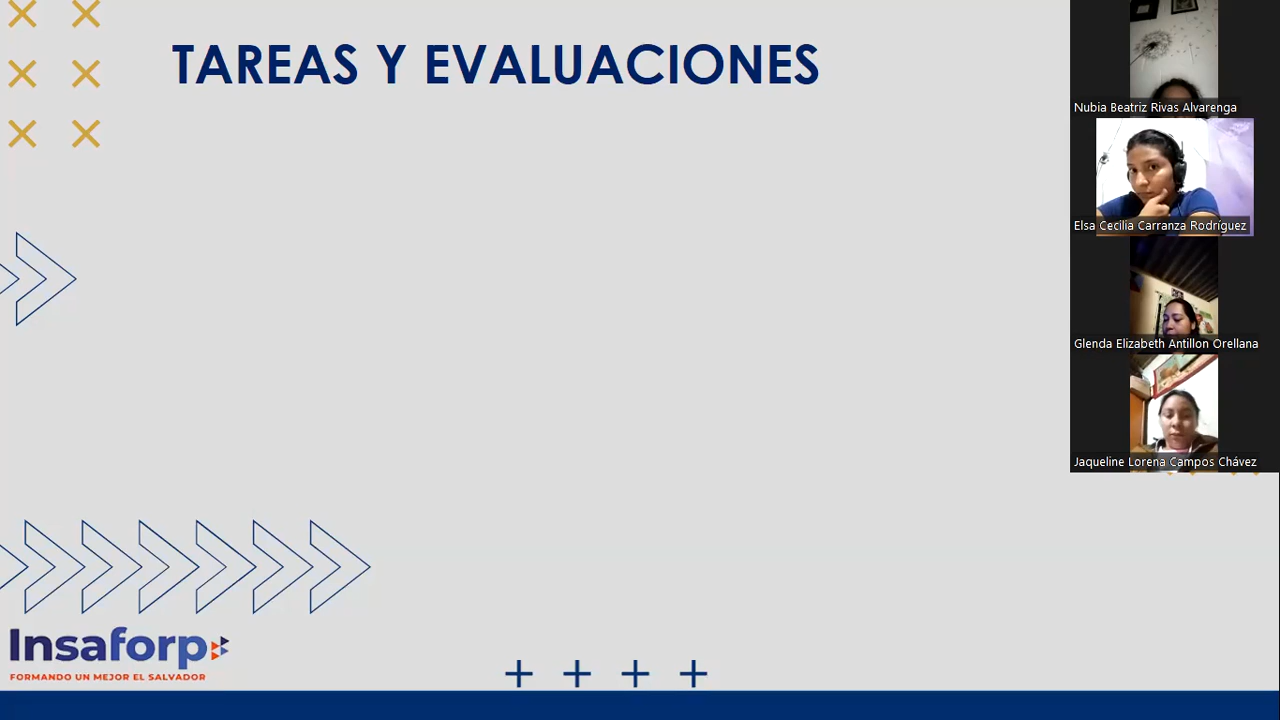 TAREAS Y EVALUACIONES
Nubia Beatriz Rivas Alvarenga
Elsa Cecilia Carranza Rodríguez
Glenda Elizabeth Antillon Orellana
Jaqueline Lorena Campos Chávez
Insaforp
FORMANDO UN MEJOR EL SALVADOR